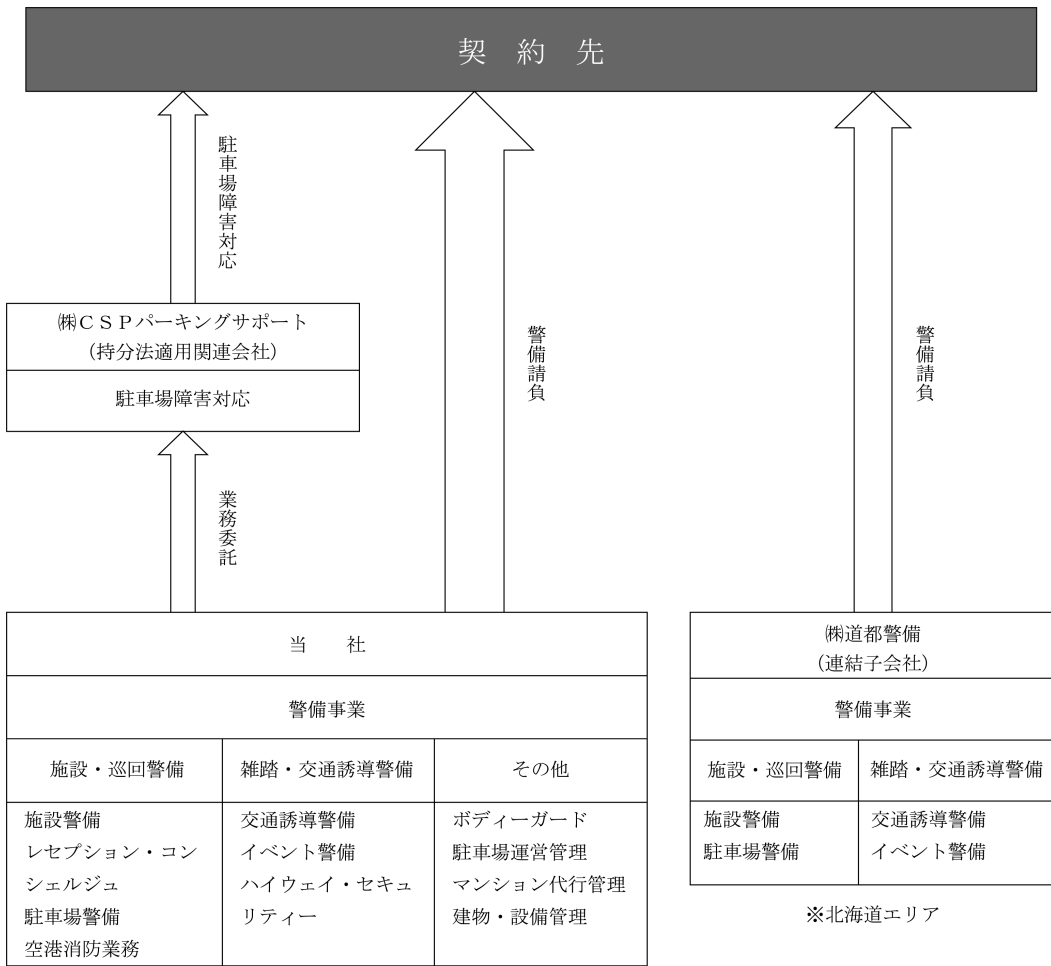 契約先
駐車場障害対応
㈱ＣＳＰパーキングサポート
（持分法適用関連会社）
駐車場障害対応
業務委託
警備請負
警備請負
当　社
警備事業
施設・巡回警備
施設警備
レセプション・コン
シェルジュ
駐車場警備
空港消防業務
雑踏・交通誘導警備
交通誘導警備
イベント警備
ハイウェイ・セキュ
リティー
その他
ボディーガード
駐車場運営管理
マンション代行管理
建物・設備管理
㈱道都警備
（連結子会社）
警備事業
施設・巡回警備
施設警備
駐車場警備
雑踏・交通誘導警備
交通誘導警備
イベント警備
※北海道エリア